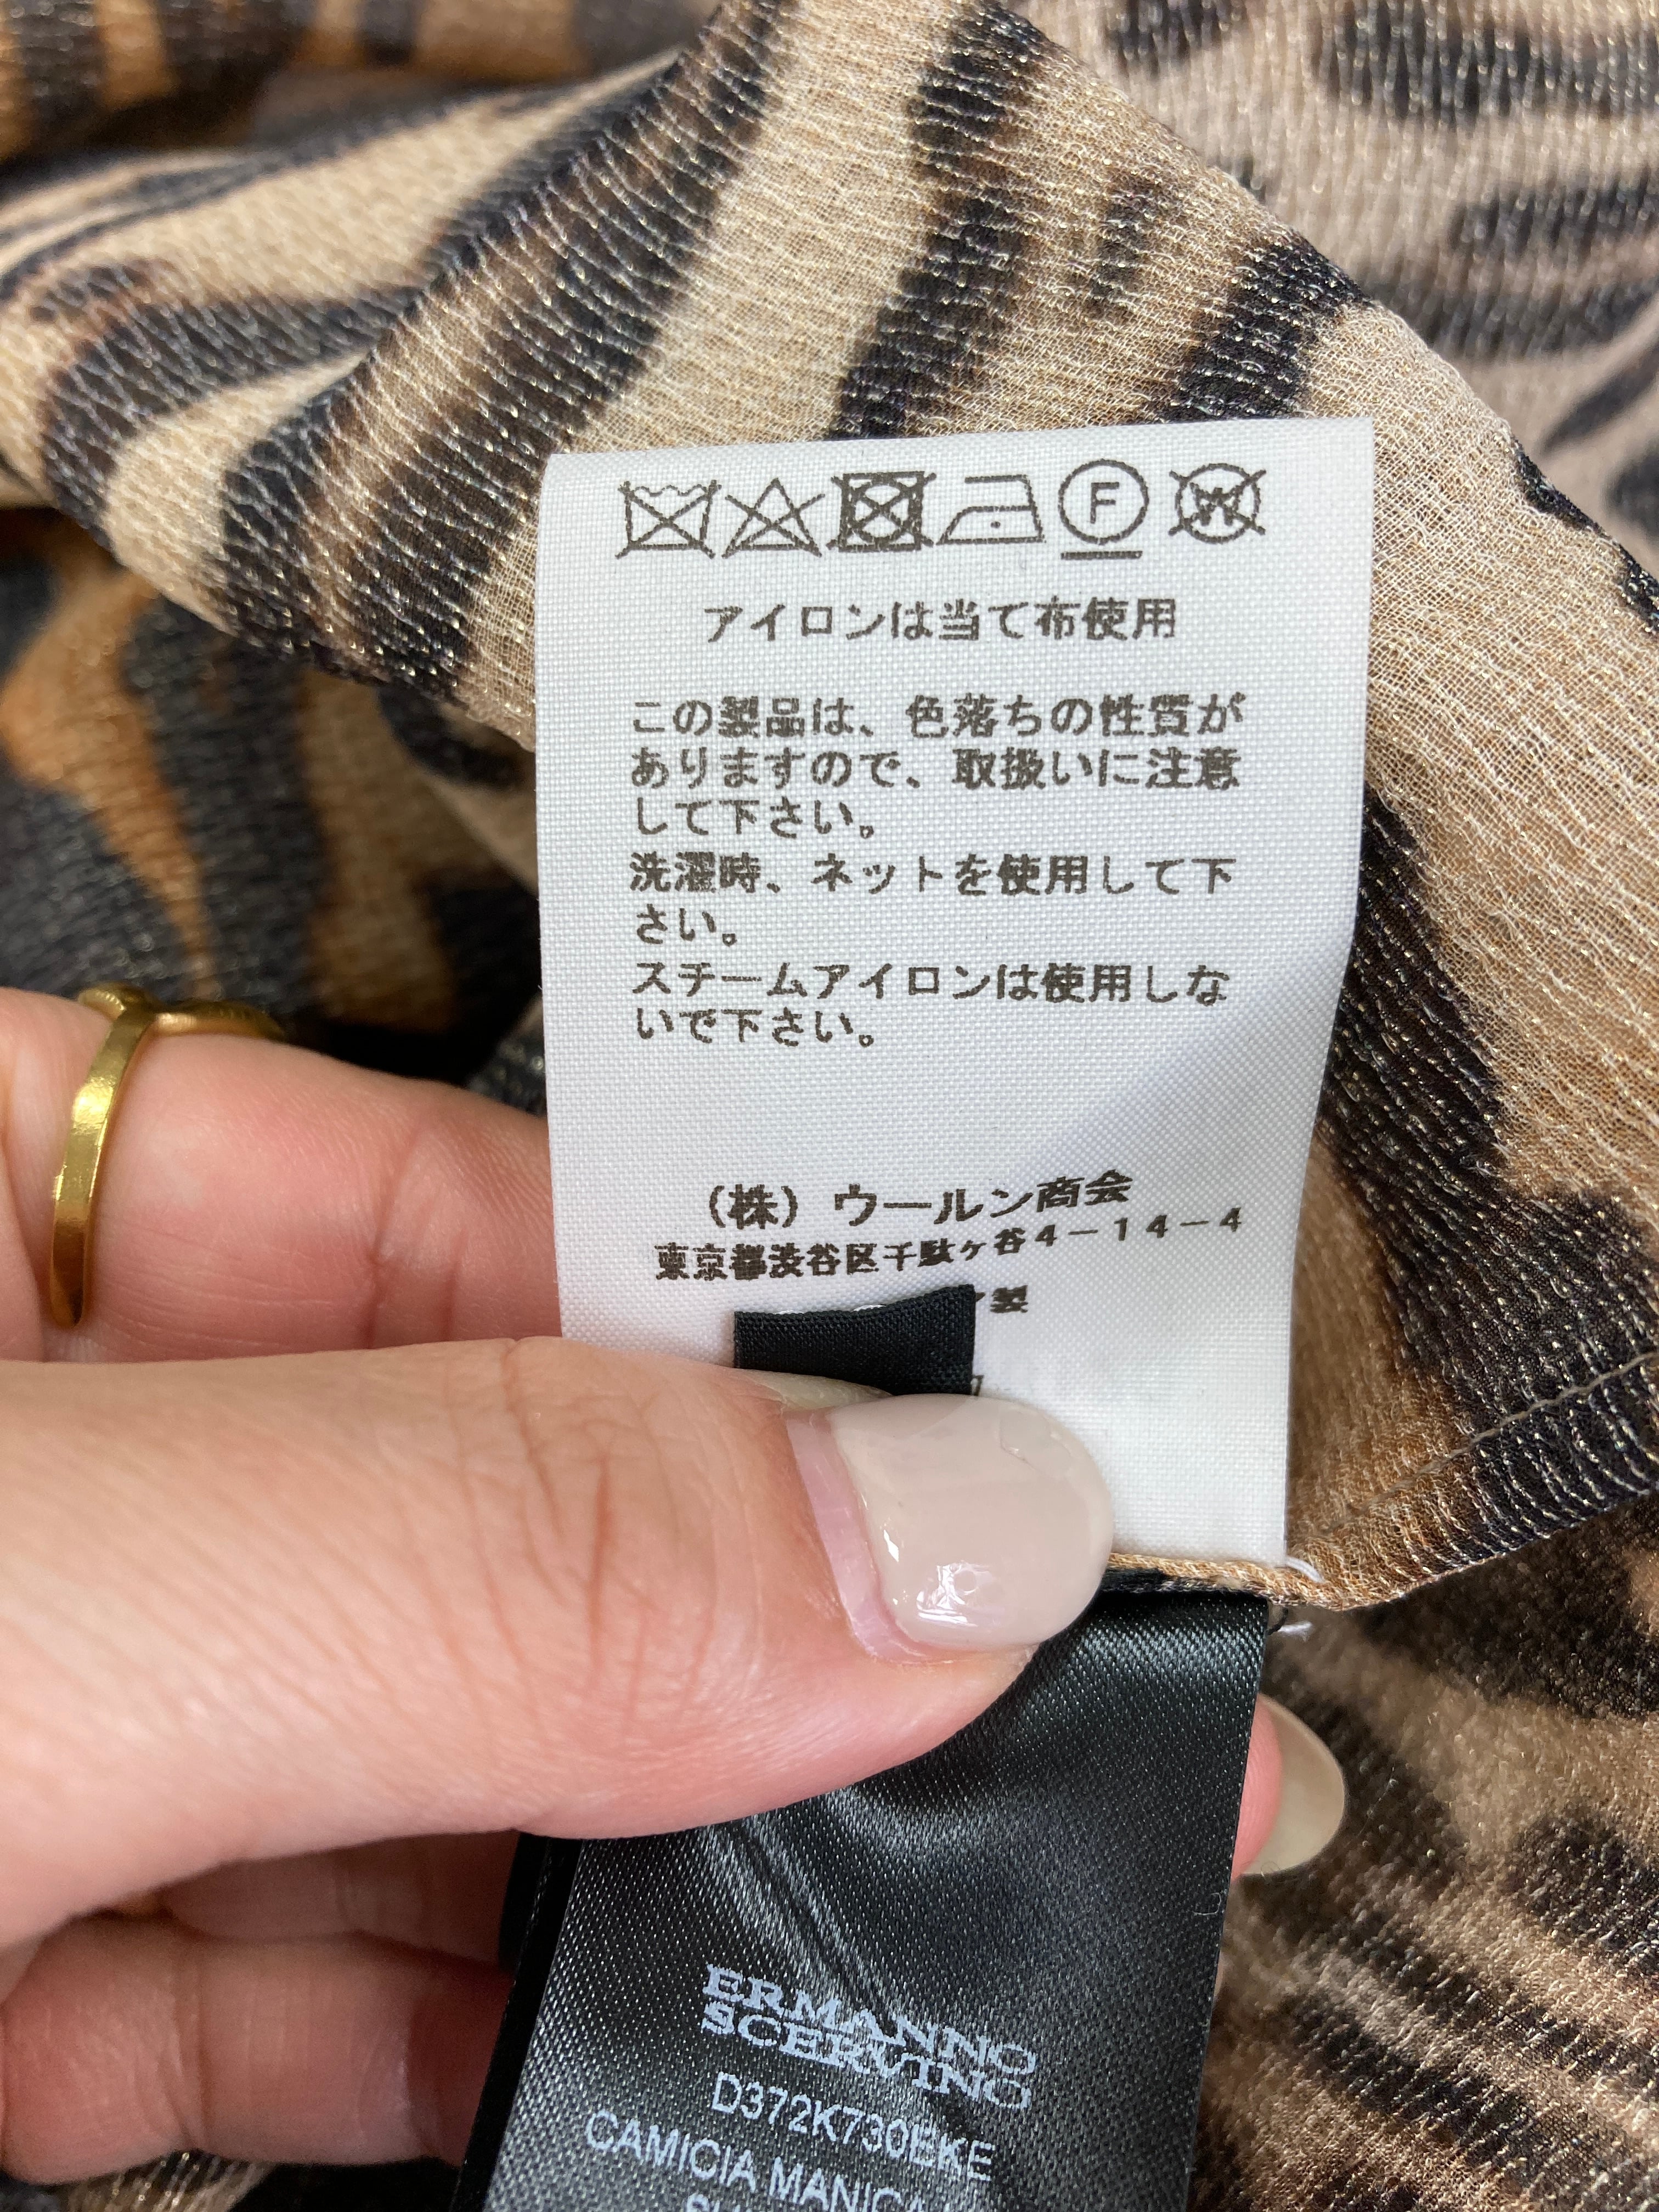 F W
アイロンは当て布使用
この製品は、色落ちの性質が
ありますので、取扱いに注意
して下さい。
洗濯時、ネットを使用して下
さい。
スチームアイロンは使用しな
いで下さい。
（株）ウールン商会
東京都渋谷区千駄ヶ谷4－14－4
製
ERMANNO
SCERVINO
D372K730EKE
CAMICIA